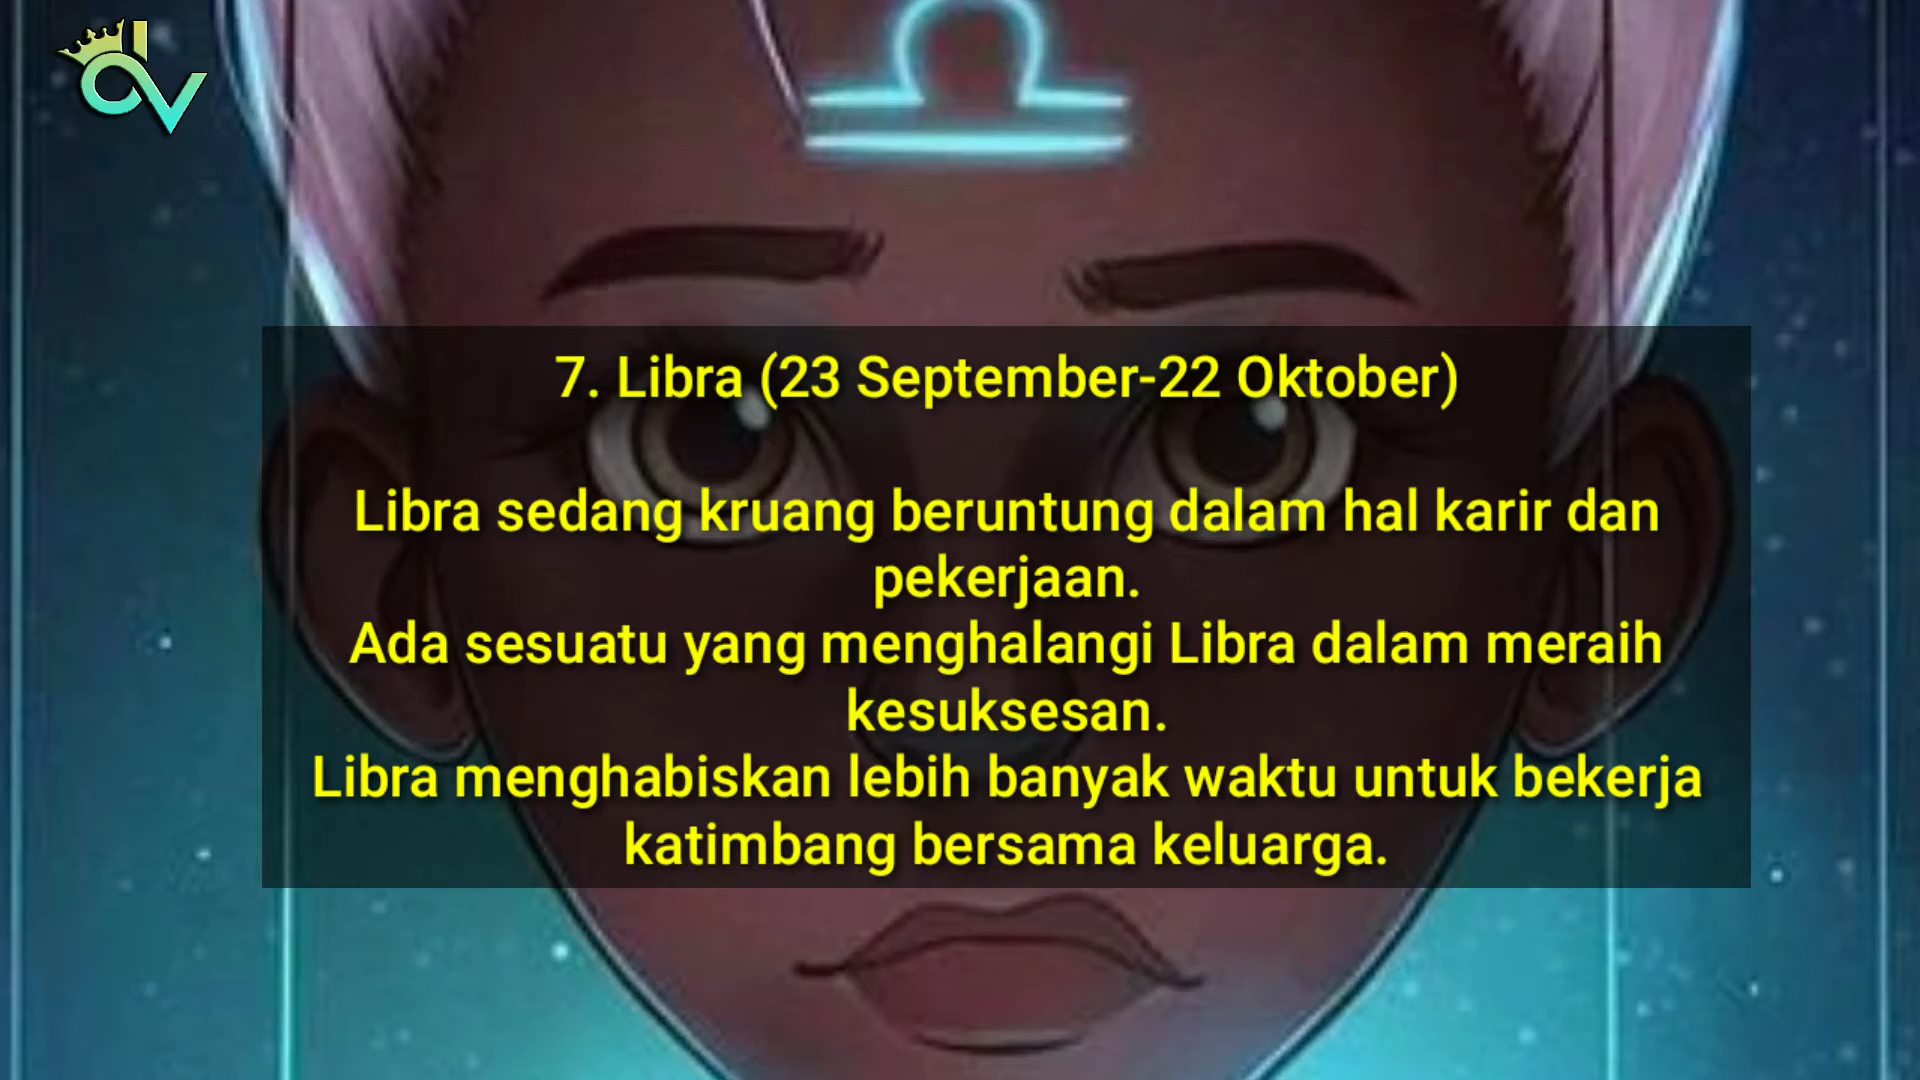 7. Libra (23 September-22 Oktober)
Libra sedang kruang beruntung dalam hal karir dan
pekerjaan.
Ada sesuatu yang menghalangi Libra dalam meraih
kesuksesan.
Libra menghabiskan lebih banyak waktu untuk bekerja
katimbang bersama keluarga.